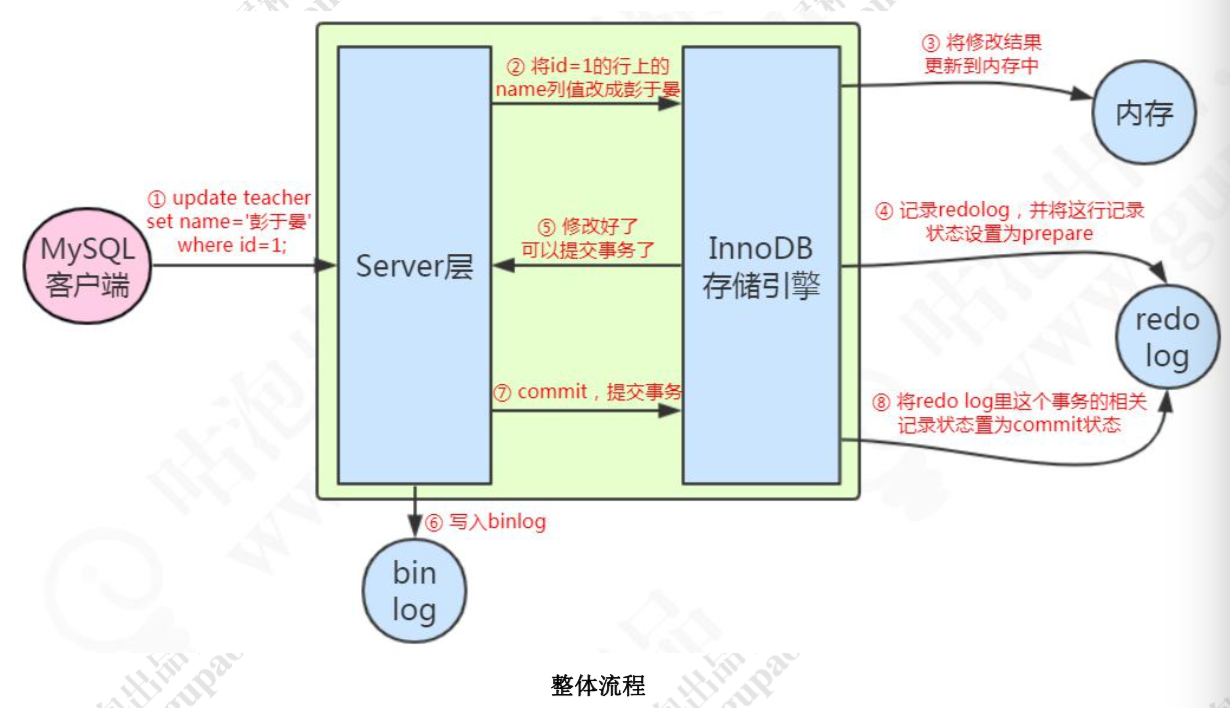 ② 将id=1的行上的
name列值改成彭于晏
③ 将修改结果
更新到内存中
内存
① update teacher
set name='彭于晏'
where id=1;
MySQL
客户端
Server层
⑤ 修改好了
可以提交事务了
InnoDB
存储引擎
④ 记录redolog，并将这行记录
状态设置为prepare
redo
log
⑦ commit，提交事务
⑧ 将redo log里这个事务的相关
记录状态置为commit状态
⑥ 写入binlog
bin
log
整体流程